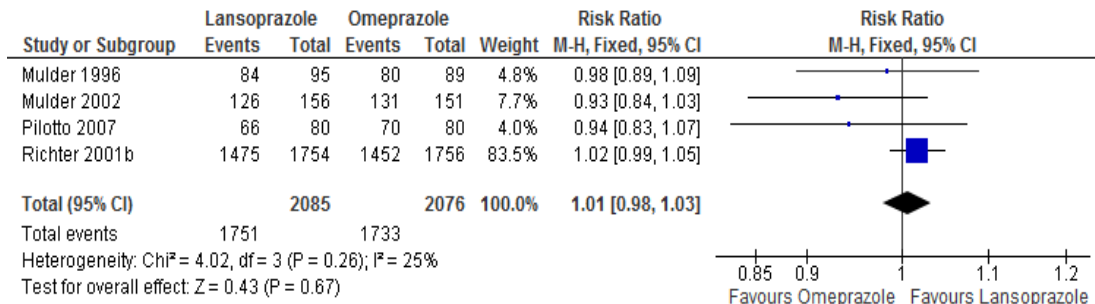 Lansoprazole Omeprazole Risk Ratio Risk Ratio
Study or Subgroup Events Total Events Total Weight M-H, Fixed, 95% CI M-H, Fixed, 95% CI
Mulder 1996 84 95 80 89 4.8% 0.98 [0.89, 1.09]
Mulder 2002 126 156 131 151 7.7% 0.93 [0.84, 1.03]
Pilotto 2007 66 80 70 80 4.0% 0.94 [0.83, 1.07]
Richter 2001b 1475 1754 1452 1756 83.5% 1.02 [0.99, 1.05]
Total (95% CI) 2085 2076 100.0% 1.01 [0.98, 1.03]
Total events 1751 1733
Heterogeneity: Chi² = 4.02, df = 3 (P = 0.26); I² = 25%
Test for overall effect: Z = 0.43 (P = 0.67)
0.85 0.9 1 1.1 1.2
Favours Omeprazole Favours Lansoprazole